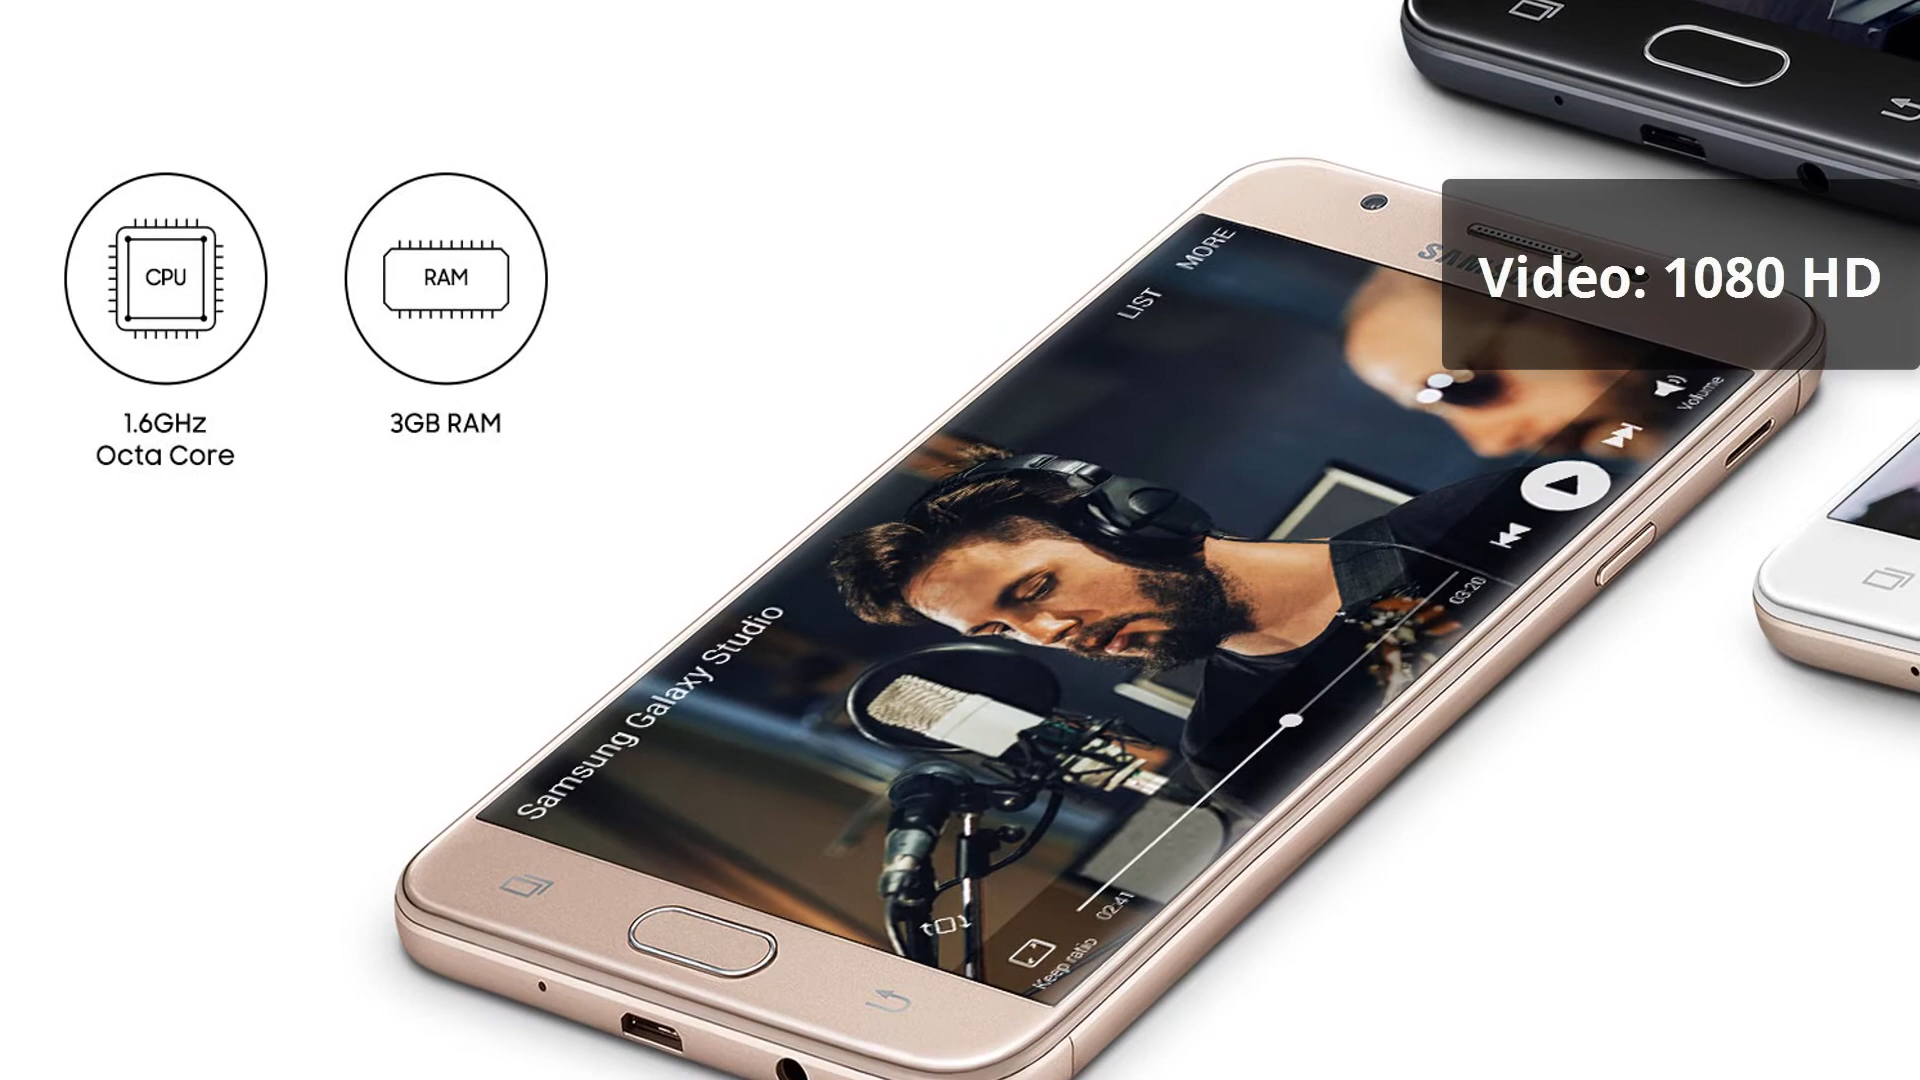 CPU
RAM
1.6GHz
Octa Core
3GB RAM
Video: 1080 HD
MORE
LIST
Volume
03:20
Samsung Galaxy Studio
02:41
Keep ratio